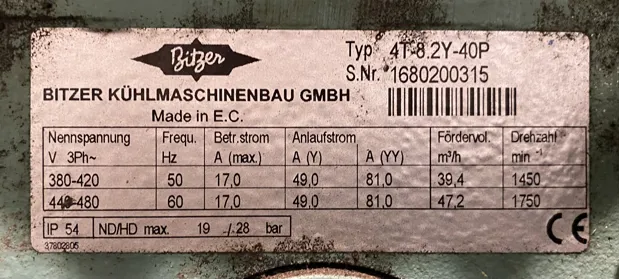 Bitzer
Typ 4T-8.2Y-40P
S.Nr. 1680200315
BITZER KÜHLMASCHINENBAU GMBH
Made in E.C.
Nennspannung Frequ. Betr.strom Anlaufstrom Fördervol. Drehzahl
V 3Ph~ Hz A (max.) A (Y) A (YY) m³/h min -1
380-420 50 17,0 49,0 81,0 39,4 1450
440-480 60 17,0 49,0 81,0 47,2 1750
IP 54 ND/HD max. 19 -/- 28 bar CE
37802805